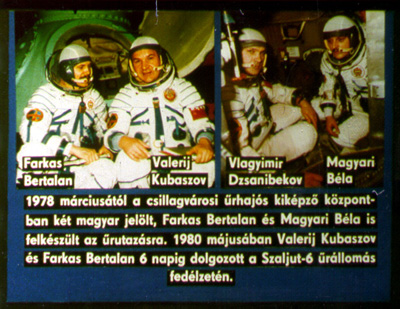 Farkas Bertalan
Valerij Kubaszov
Vlagyimir Dzsanibekov
Magyari Béla
1978 márciusától a csillagvárosi űrhajós kiképző központ-
ban két magyar jelölt, Farkas Bertalan és Magyari Béla is
felkészült az űrutazásra. 1980 májusában Valerij Kubaszov
és Farkas Bertalan 6 napig dolgozott a Szaljut-6 űrállomás
fedélzetén.